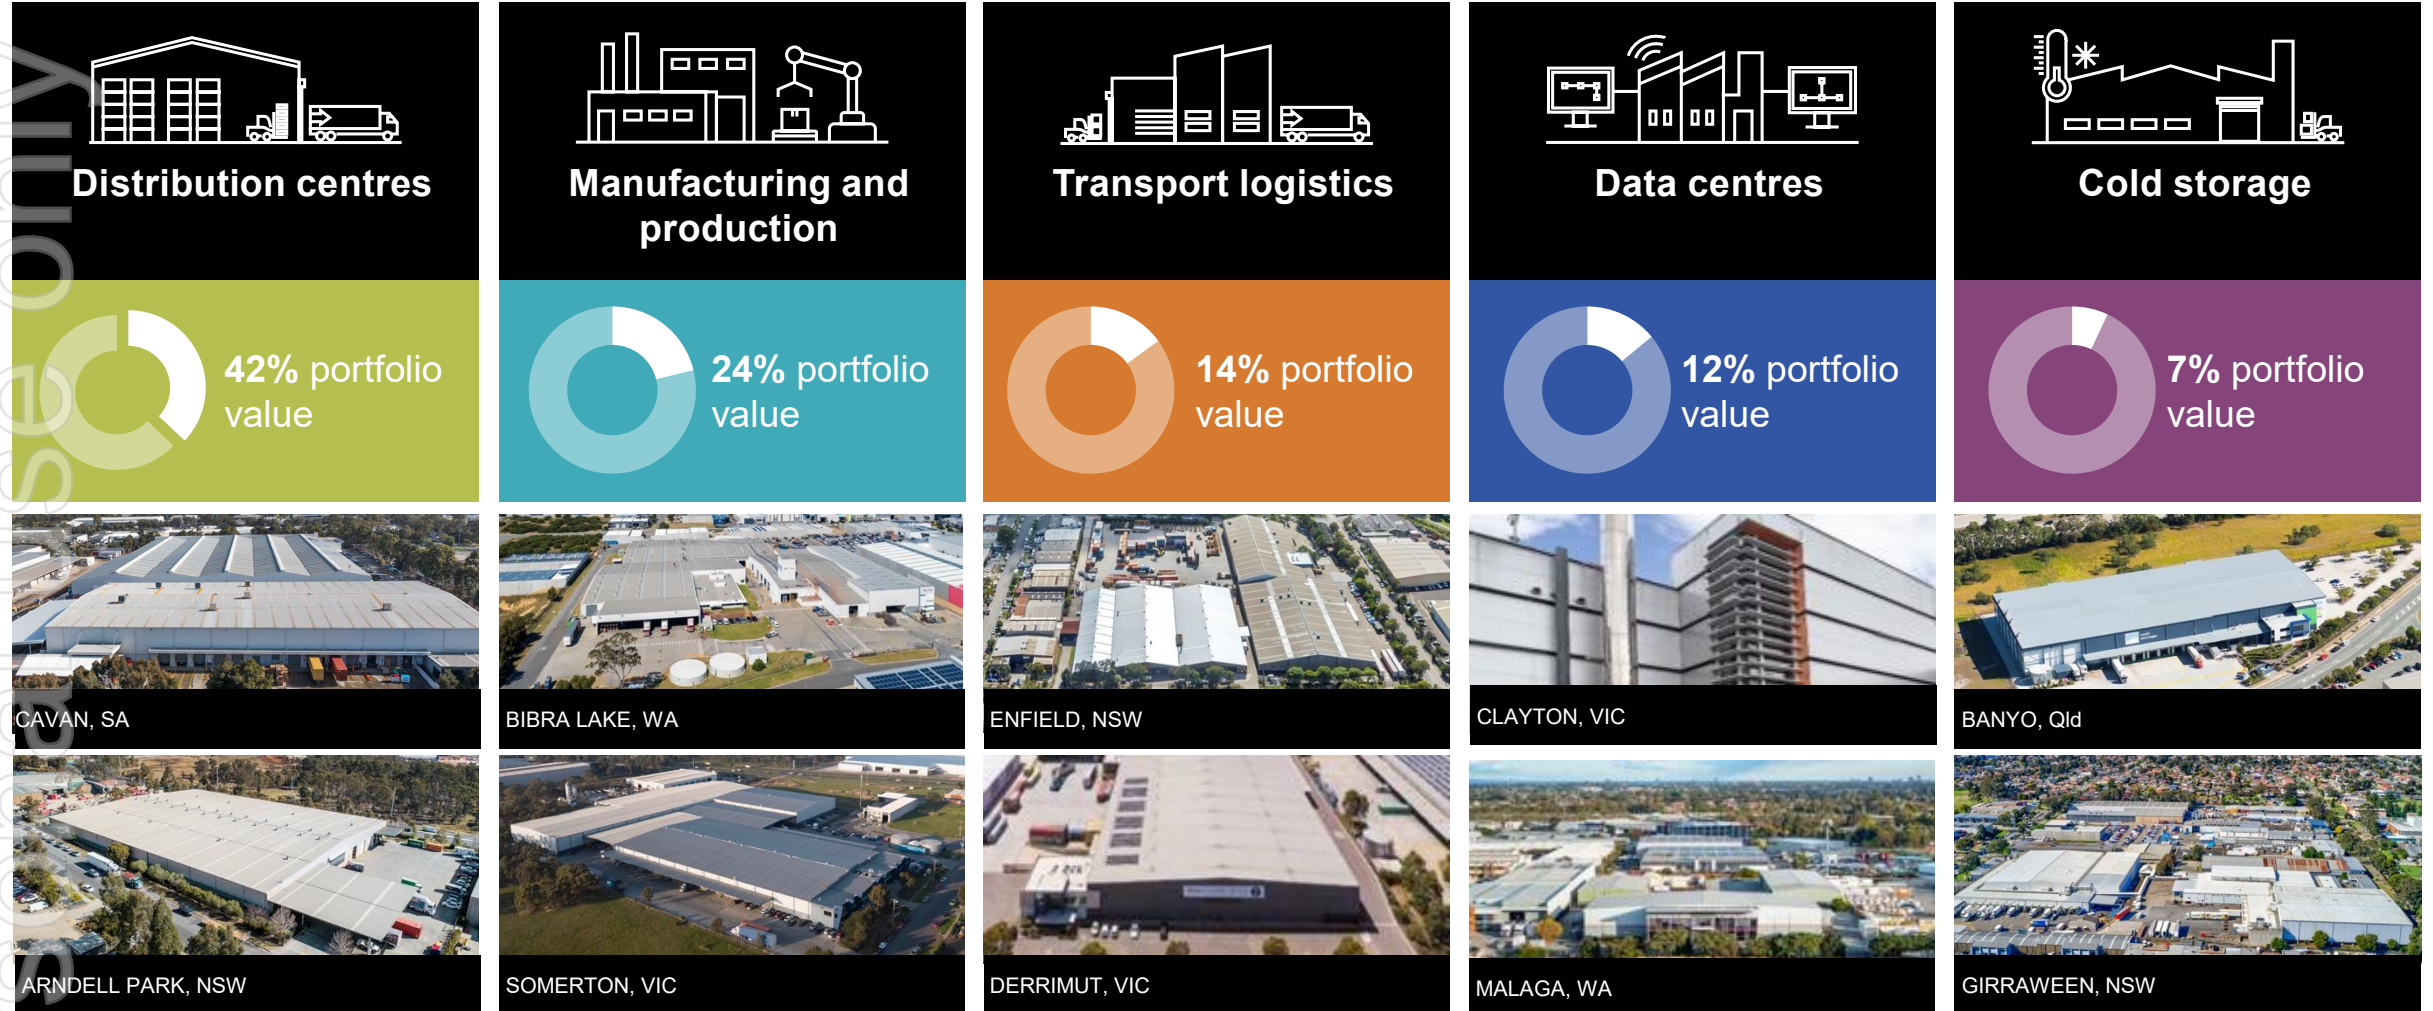 Distribution centres
42% portfolio
value
CAVAN, SA
ARNDELL PARK, NSW
Manufacturing and
production
24% portfolio
value
BIBRA LAKE, WA
SOMERTON, VIC
Transport logistics
14% portfolio
value
ENFIELD, NSW
DERRIMUT, VIC
Data centres
12% portfolio
value
CLAYTON, VIC
MALAGA, WA
Cold storage
7% portfolio
value
BANYO, Qld
GIRRAWEEN, NSW